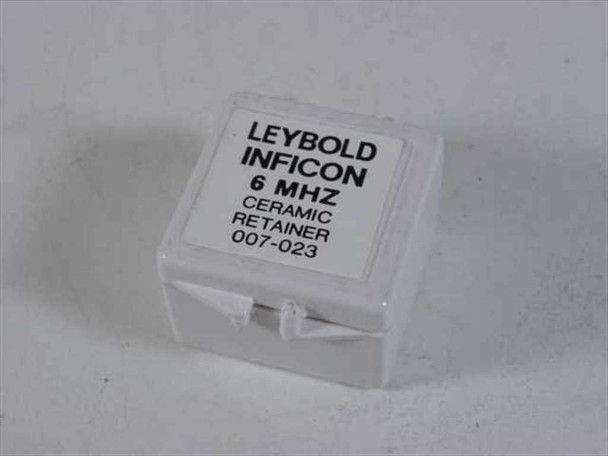 LEYBOLD
INFICON
6 MHZ
CERAMIC
RETAINER
007-023